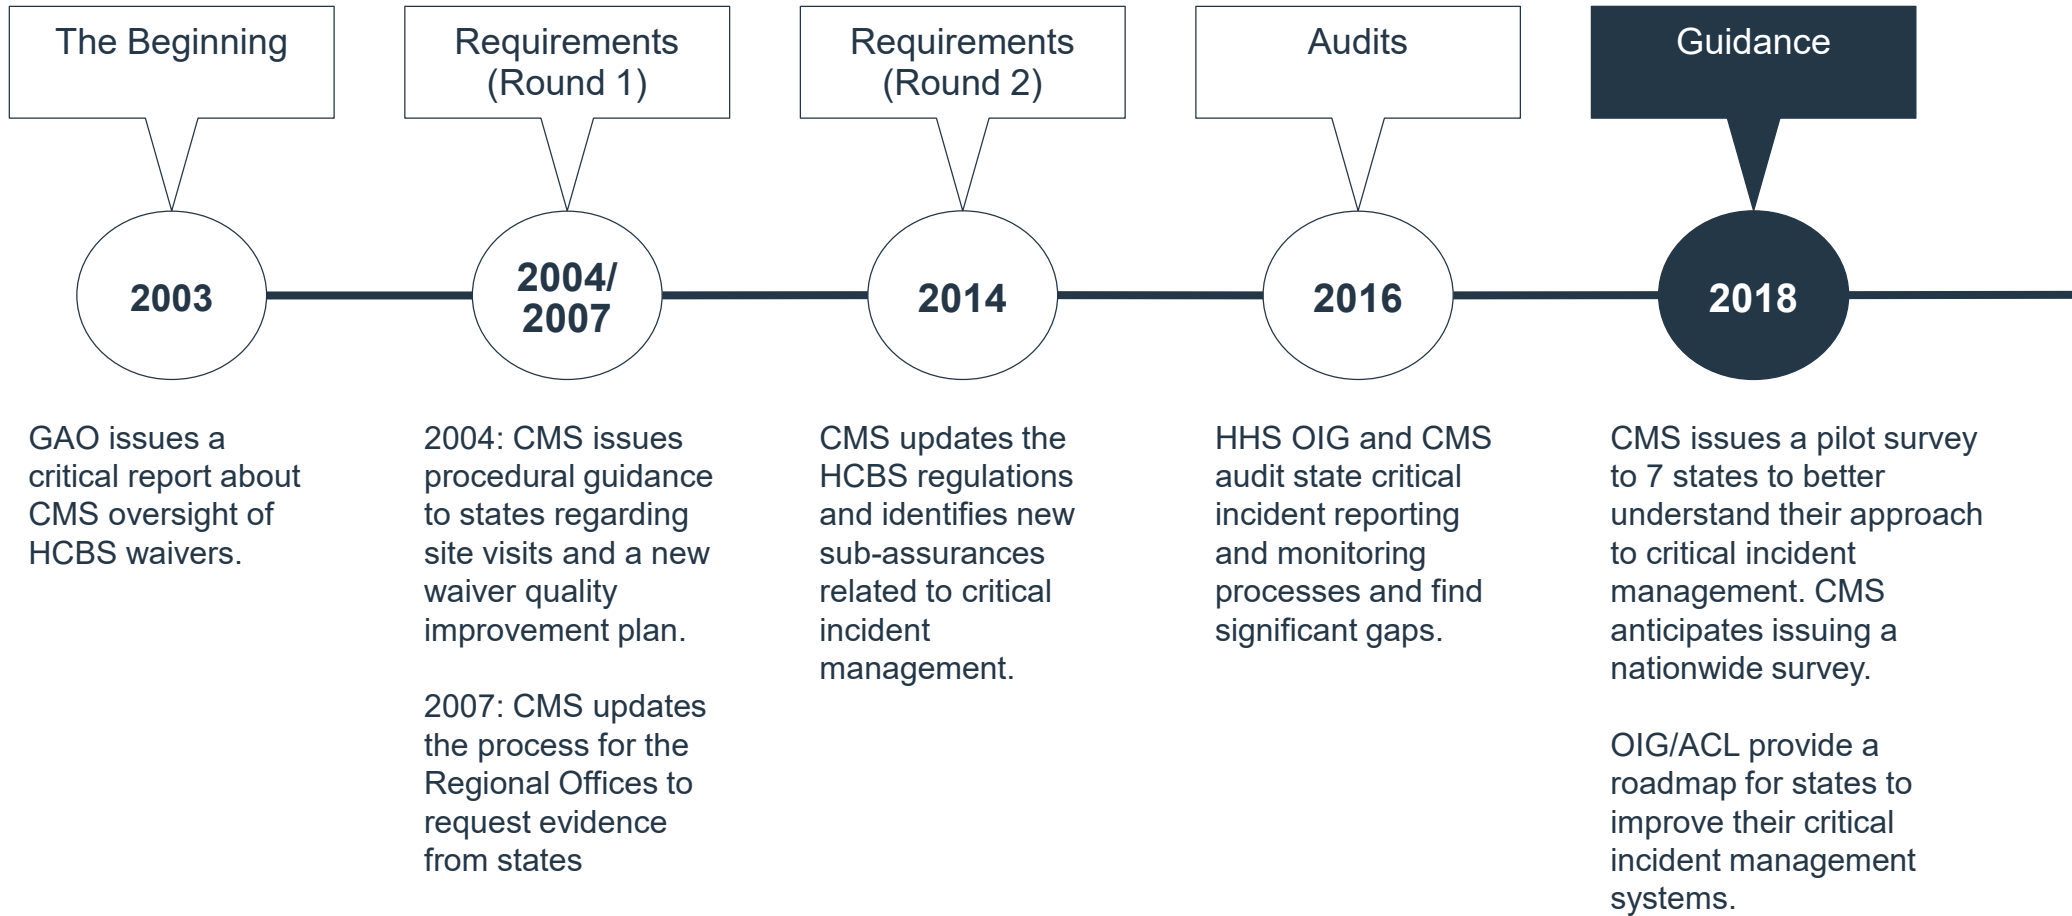 The Beginning
Requirements
(Round 1)
Requirements
(Round 2)
Audits
Guidance
2003
2004/
2007
2014
2016
2018
GAO issues a
critical report about
CMS oversight of
HCBS waivers.
2004: CMS issues
procedural guidance
to states regarding
site visits and a new
waiver quality
improvement plan.
2007: CMS updates
the process for the
Regional Offices to
request evidence
from states
CMS updates the
HCBS regulations
and identifies new
sub-assurances
related to critical
incident
management.
HHS OIG and CMS
audit state critical
incident reporting
and monitoring
processes and find
significant gaps.
CMS issues a pilot survey
to 7 states to better
understand their approach
to critical incident
management. CMS
anticipates issuing a
nationwide survey.
OIG/ACL provide a
roadmap for states to
improve their critical
incident management
systems.